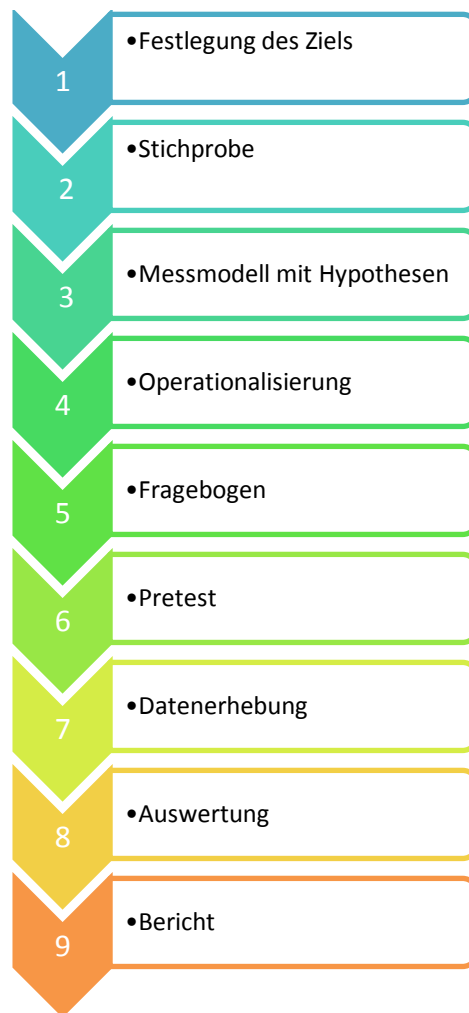 1
•Festlegung des Ziels
2
•Stichprobe
3
•Messmodell mit Hypothesen
4
•Operationalisierung
5
•Fragebogen
6
•Pretest
7
•Datenerhebung
8
•Auswertung
9
•Bericht